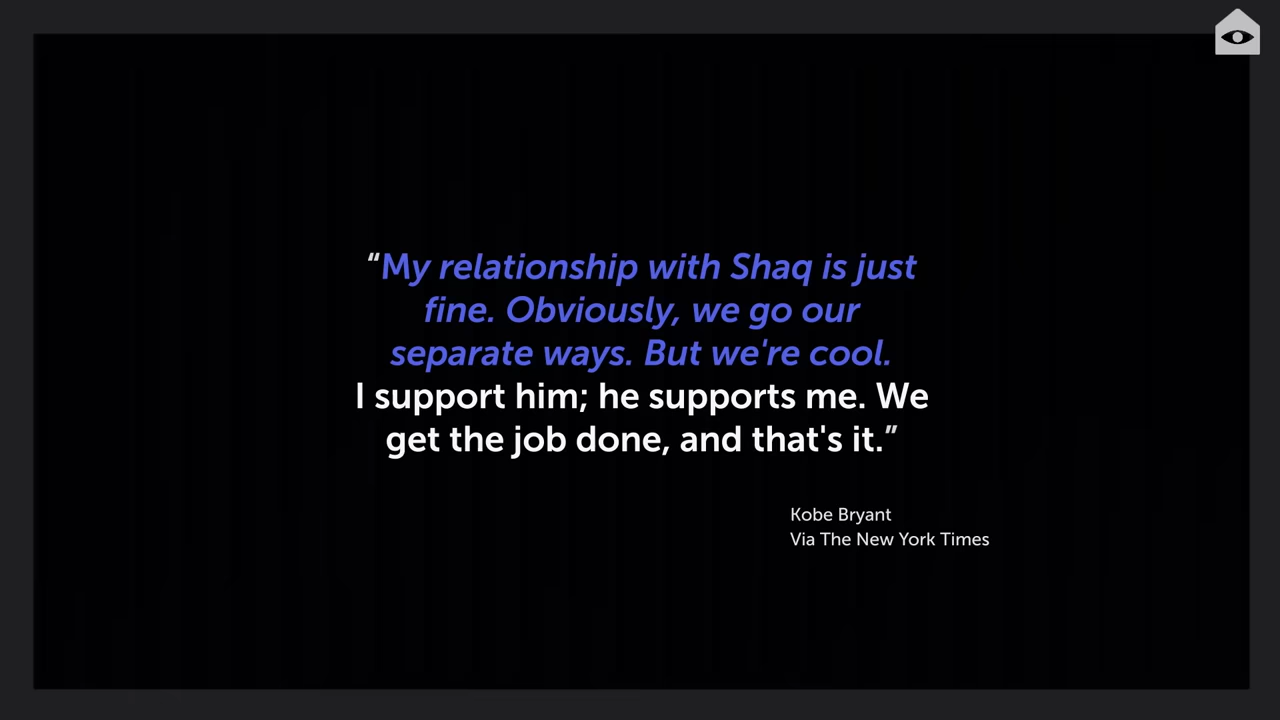 “My relationship with Shaq is just
fine. Obviously, we go our
separate ways. But we're cool.
I support him; he supports me. We
get the job done, and that's it.”
Kobe Bryant
Via The New York Times